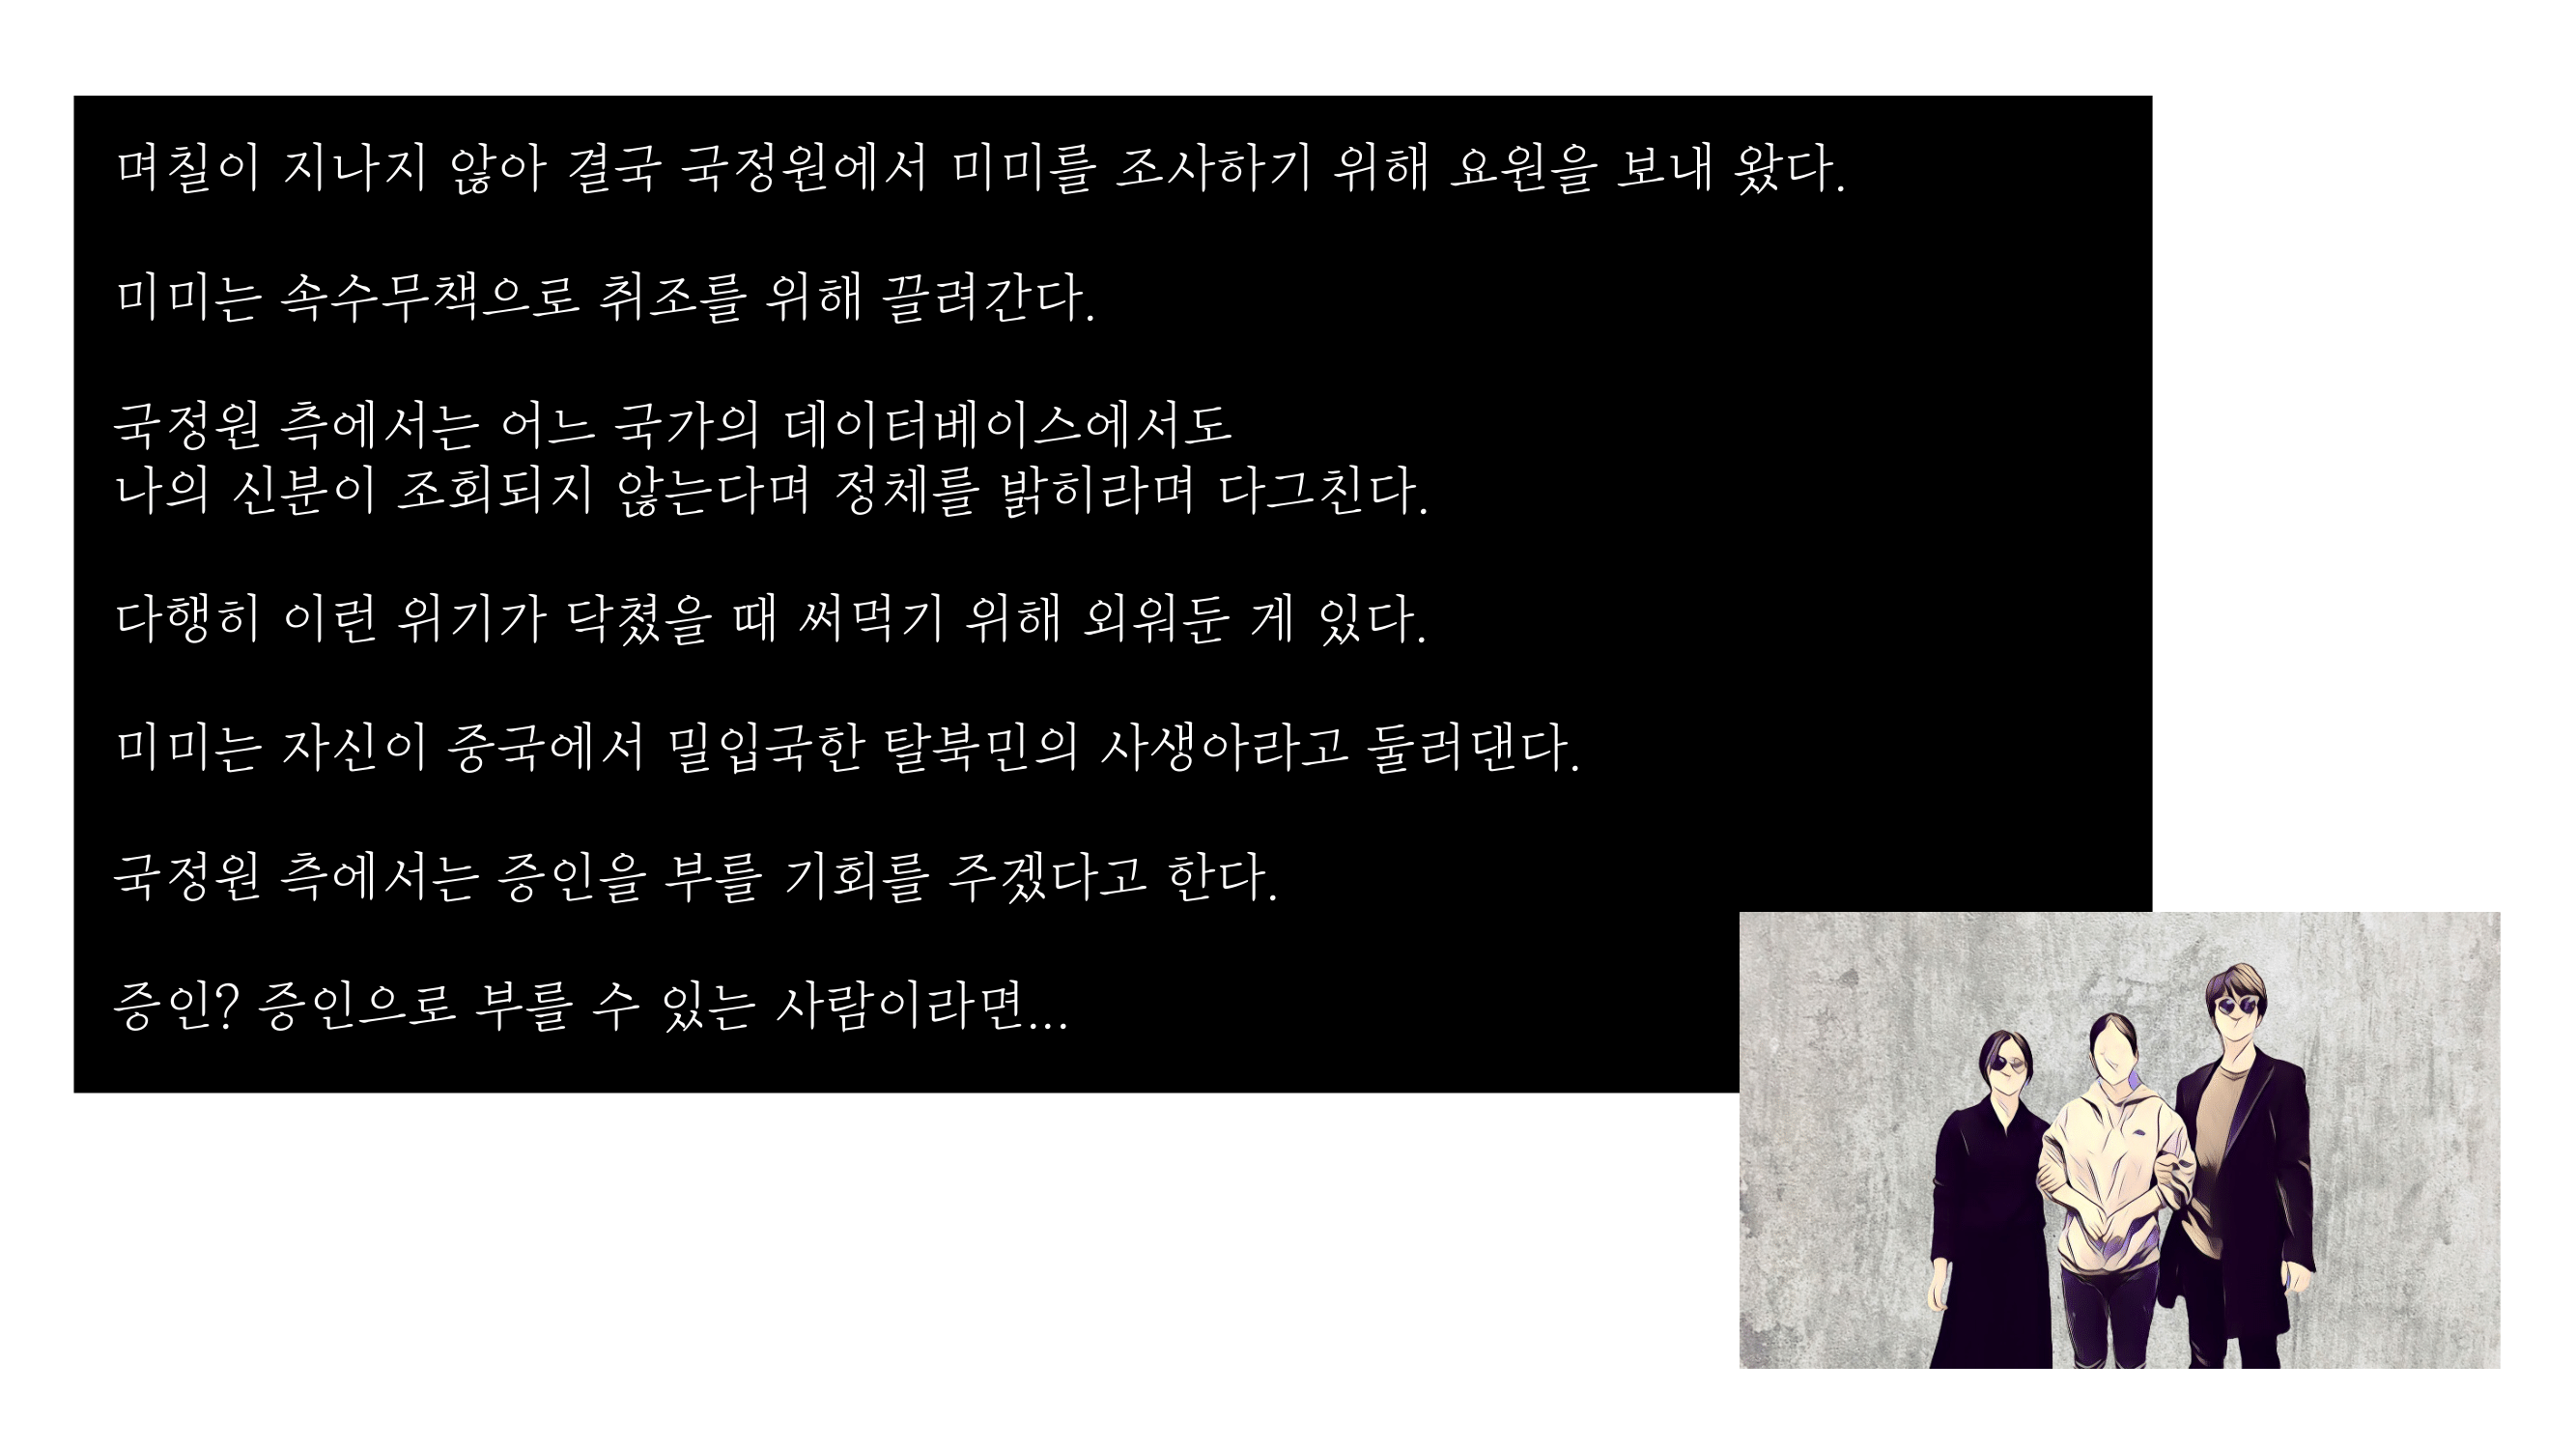 며칠이 지나지 않아 결국 국정원에서 미미를 조사하기 위해 요원을 보내 왔다.
미미는 속수무책으로 취조를 위해 끌려간다.
국정원 측에서는 어느 국가의 데이터베이스에서도
나의 신분이 조회되지 않는다며 정체를 밝히라며 다그친다.
다행히 이런 위기가 닥쳤을 때 써먹기 위해 외워둔 게 있다.
미미는 자신이 중국에서 밀입국한 탈북민의 사생아라고 둘러댄다.
국정원 측에서는 증인을 부를 기회를 주겠다고 한다.
증인? 증인으로 부를 수 있는 사람이라면...